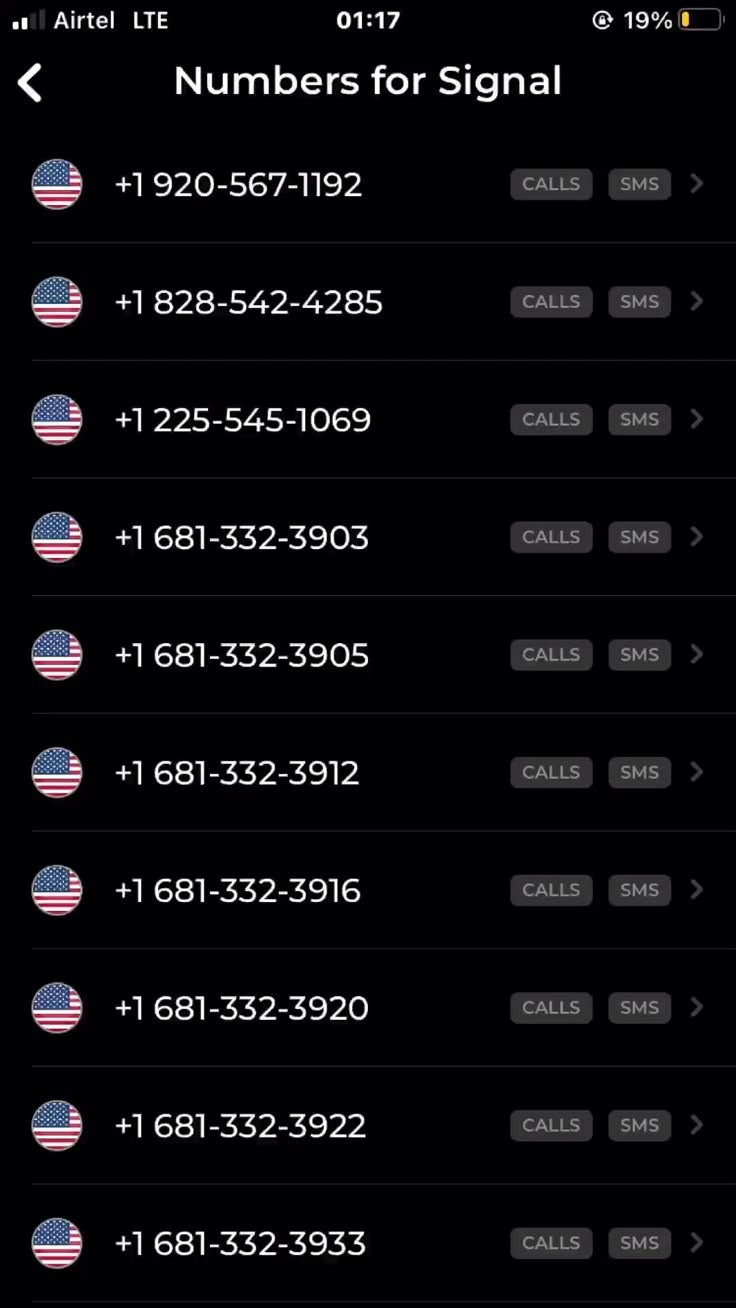 Airtel LTE 01:17 19%
Numbers for Signal
+1 920-567-1192 CALLS SMS
+1 828-542-4285 CALLS SMS
+1 225-545-1069 CALLS SMS
+1 681-332-3903 CALLS SMS
+1 681-332-3905 CALLS SMS
+1 681-332-3912 CALLS SMS
+1 681-332-3916 CALLS SMS
+1 681-332-3920 CALLS SMS
+1 681-332-3922 CALLS SMS
+1 681-332-3933 CALLS SMS